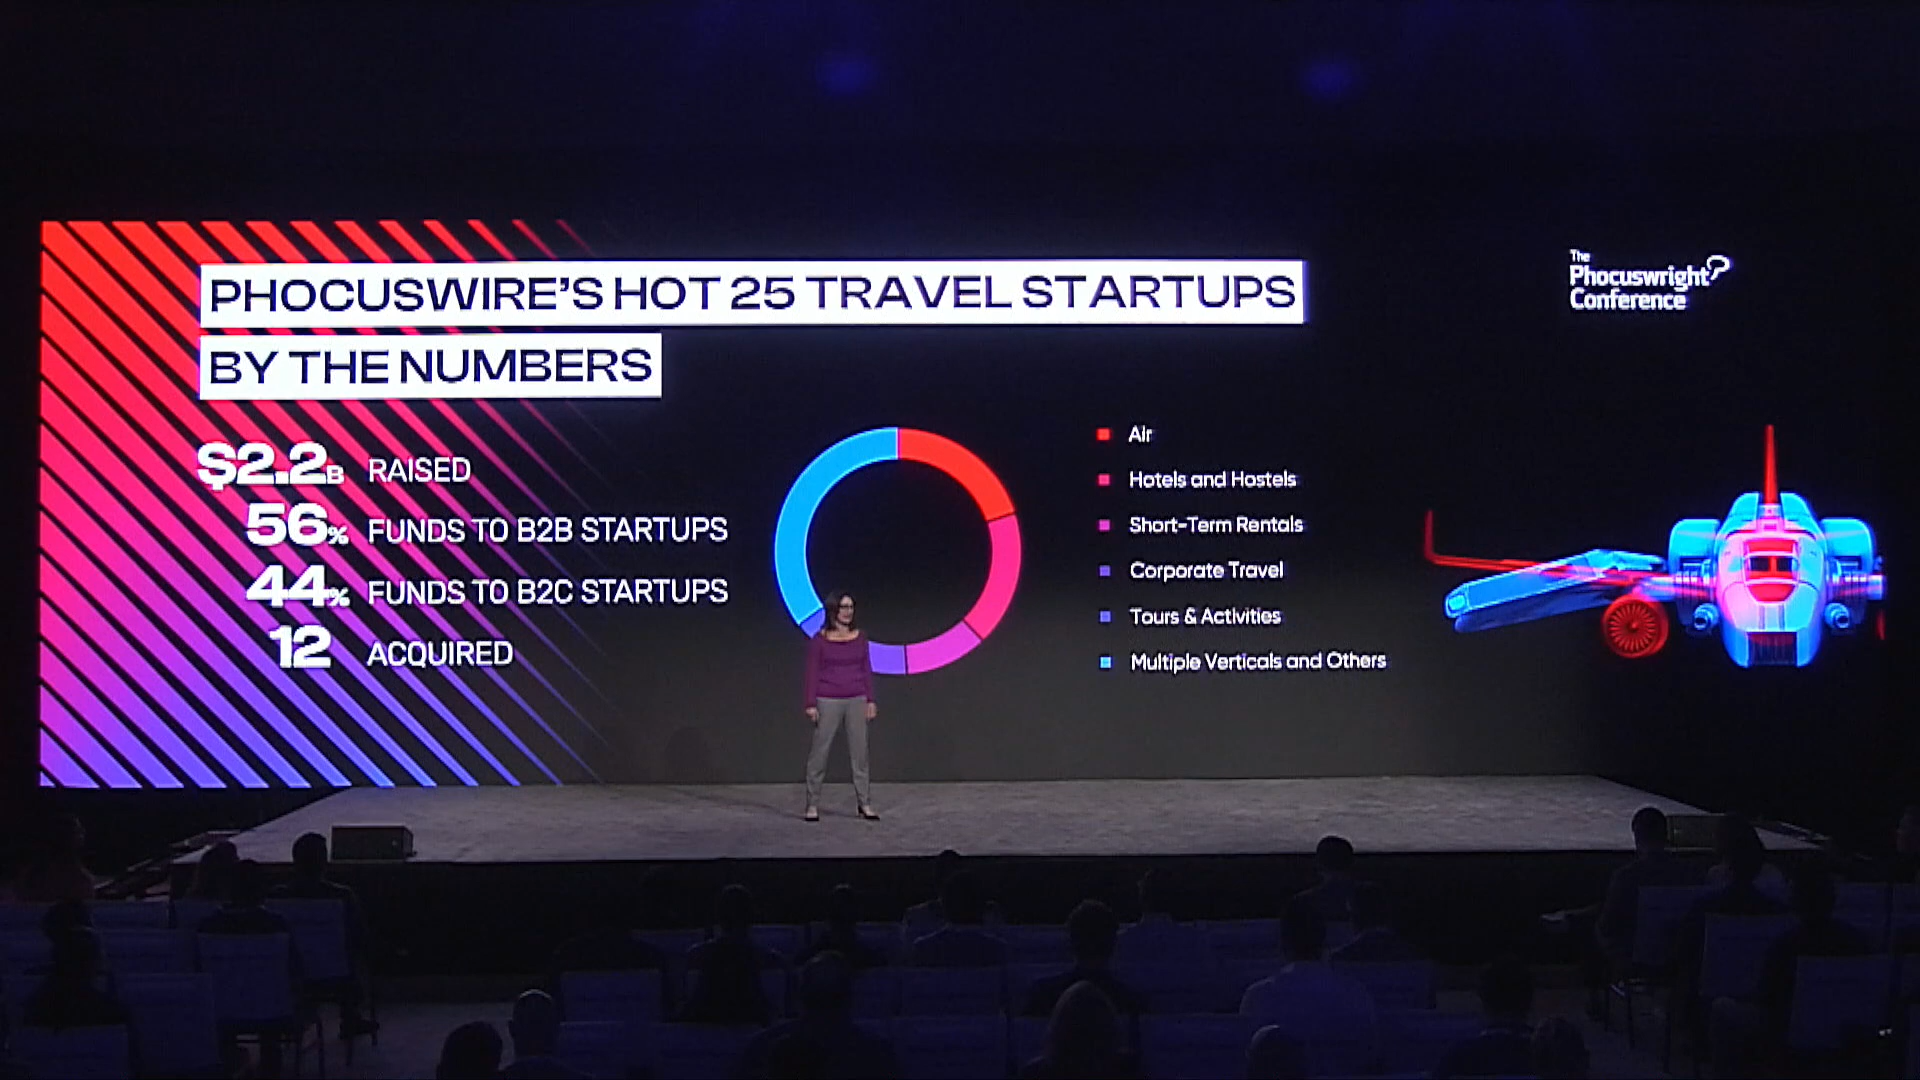 PHOCUSWIRE'S HOT 25 TRAVEL STARTUPS
BY THE NUMBERS
The
Phocuswright
Conference
$2.2B RAISED
56% FUNDS TO B2B STARTUPS
44% FUNDS TO B2C STARTUPS
12 ACQUIRED
Air
Hotels and Hostels
Short-Term Rentals
Corporate Travel
Tours & Activities
Multiple Verticals and Others